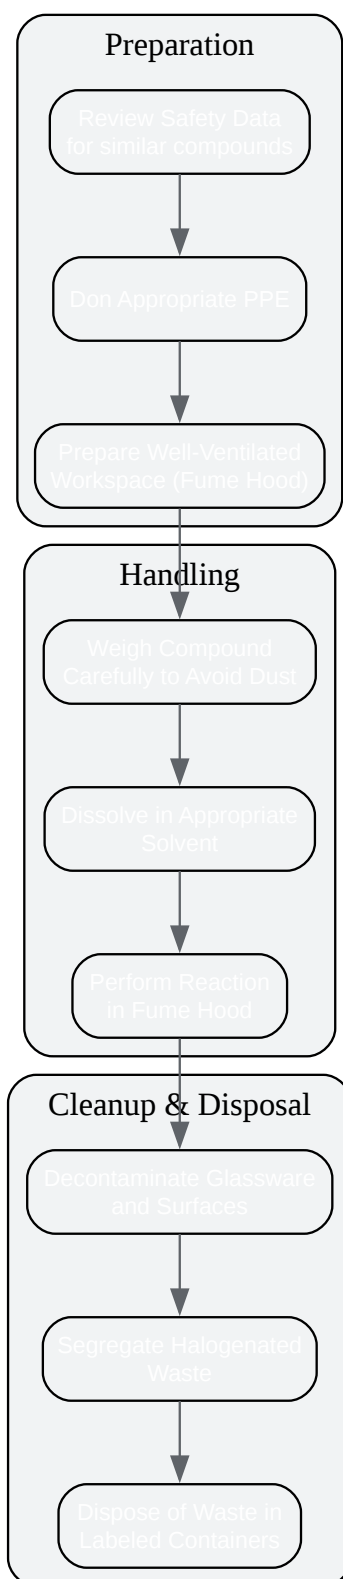 Preparation
Review Safety Data
for similar compounds
Don Appropriate PPE
Prepare Well-Ventilated
Workspace (Fume Hood)
Handling
Weigh Compound
Carefully to Avoid Dust
Dissolve in Appropriate
Solvent
Perform Reaction
in Fume Hood
Cleanup & Disposal
Decontaminate Glassware
and Surfaces
Segregate Halogenated
Waste
Dispose of Waste in
Labeled Containers